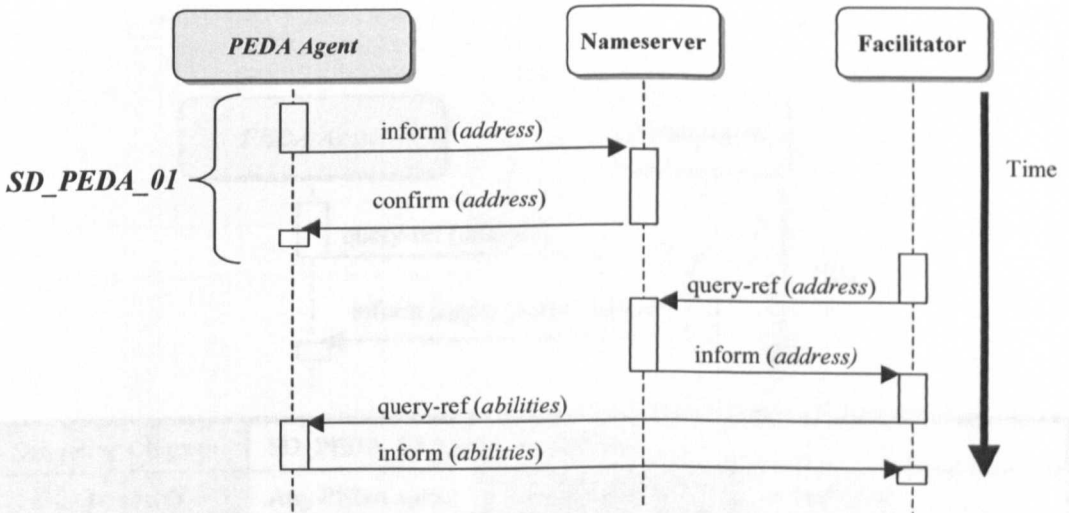 PEDA Agent
Nameserver
Facilitator
inform (address)
SD_PEDA_01
Time
confirm (address)
query-ref (address)
inform (address)
query-ref (abilities)
inform (abilities)